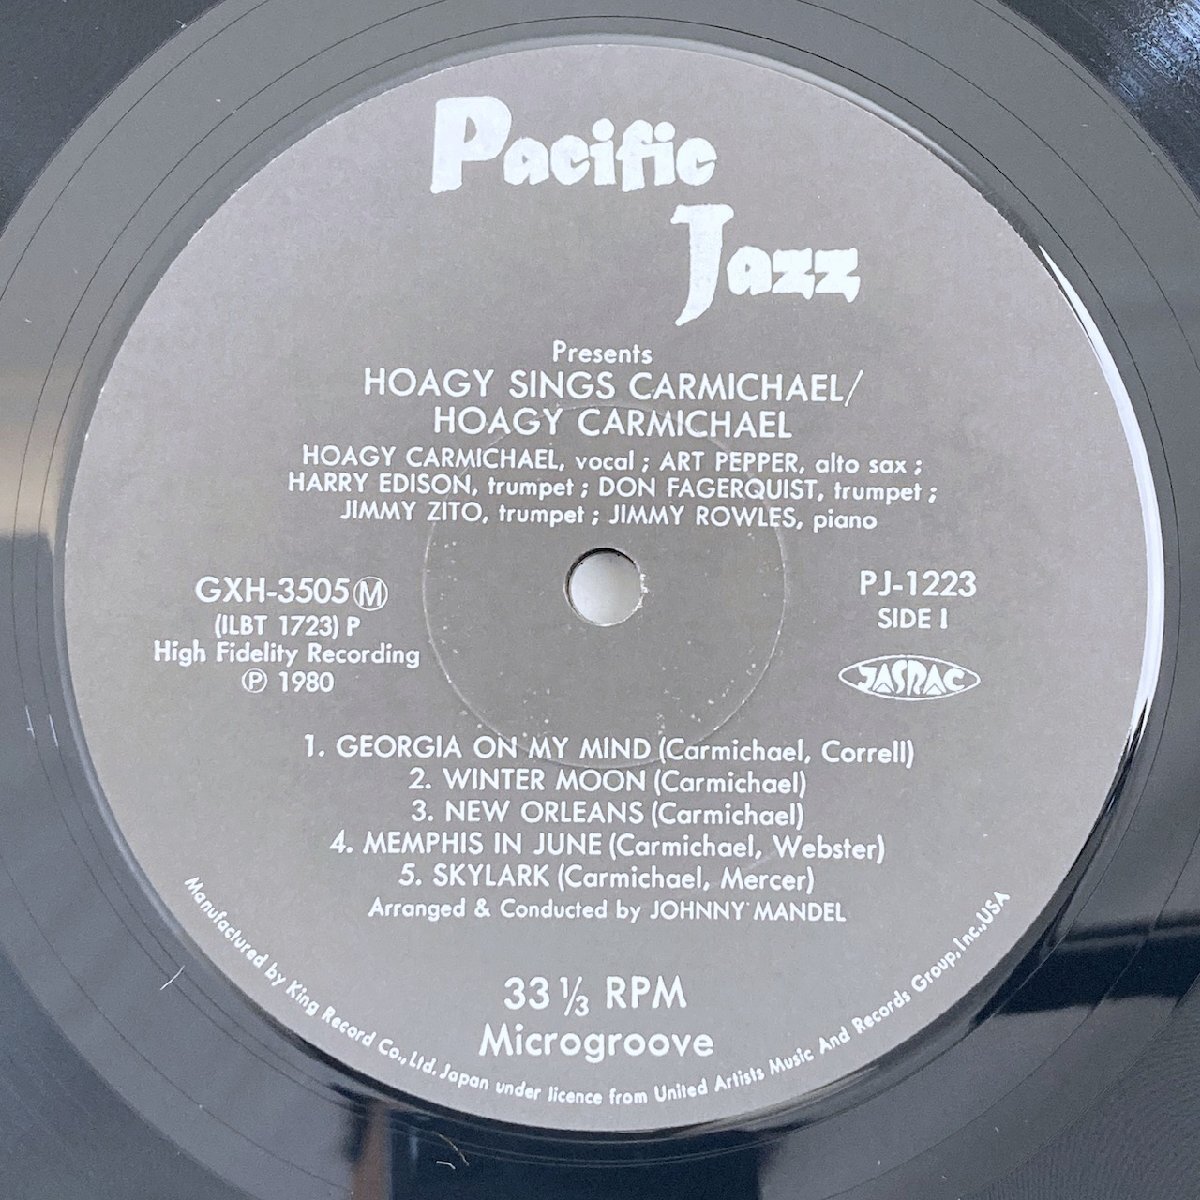 Pacific
Jazz
Presents
HOAGY SINGS CARMICHAEL/
HOAGY CARMICHAEL
HOAGY CARMICHAEL, vocal ; ART PEPPER, alto sax ;
HARRY EDISON, trumpet ; DON FAGERQUIST, trumpet ;
JIMMY ZITO, trumpet ; JIMMY ROWLES, piano
GXH-3505 Ⓜ
(ILBT 1723) P
High Fidelity Recording
Ⓟ 1980
PJ-1223
SIDE I
JASRAC
1. GEORGIA ON MY MIND (Carmichael, Correll)
2. WINTER MOON (Carmichael)
3. NEW ORLEANS (Carmichael)
4. MEMPHIS IN JUNE (Carmichael, Webster)
5. SKYLARK (Carmichael, Mercer)
Arranged & Conducted by JOHNNY MANDEL
33 1/3 RPM
Microgroove
Manufactured by King Record Co., Ltd. Japan under licence from United Artists Music And Records Group, Inc., USA